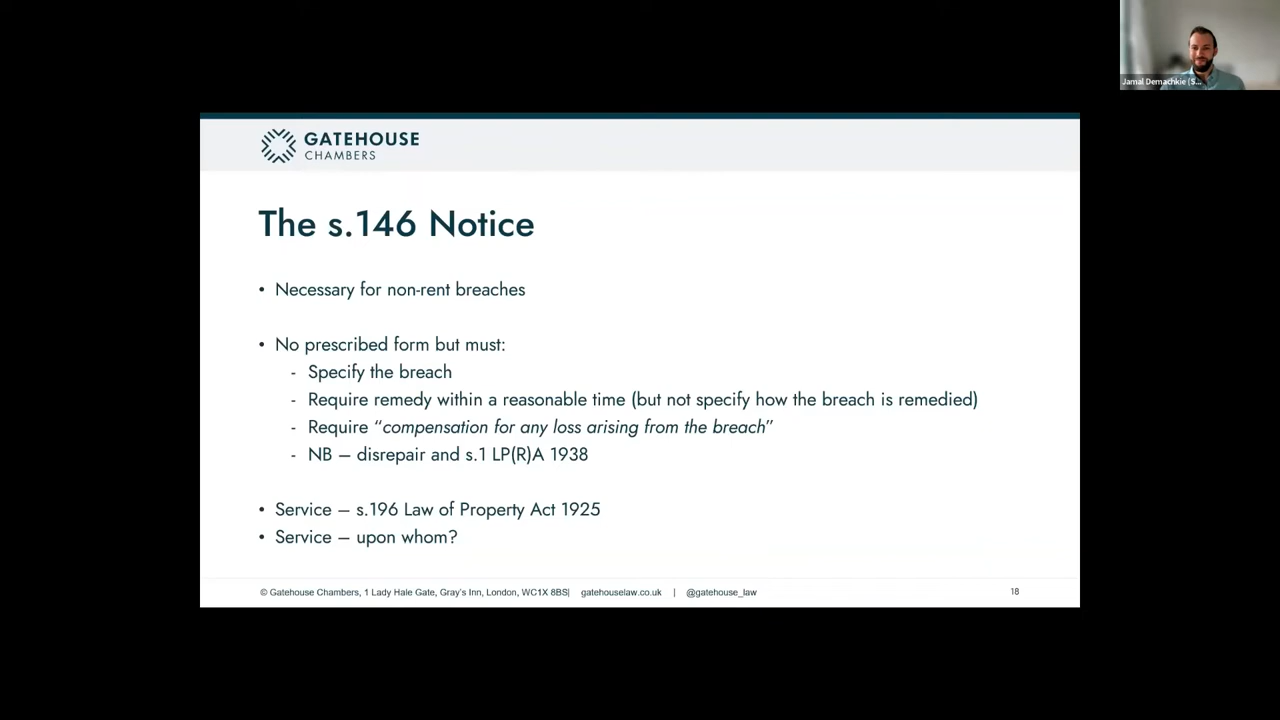 Jamal Demachkie (S...
GATEHOUSE
CHAMBERS
The s.146 Notice
• Necessary for non-rent breaches
• No prescribed form but must:
- Specify the breach
- Require remedy within a reasonable time (but not specify how the breach is remedied)
- Require “compensation for any loss arising from the breach”
- NB – disrepair and s.1 LP(R)A 1938
• Service – s.196 Law of Property Act 1925
• Service – upon whom?
© Gatehouse Chambers, 1 Lady Hale Gate, Gray's Inn, London, WC1X 8BS| gatehouselaw.co.uk | @gatehouse_law
18